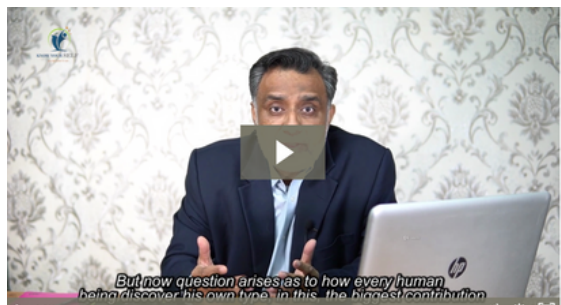 But now question arises as to how every human
being discover his own type, in this, the biggest contribution
hp